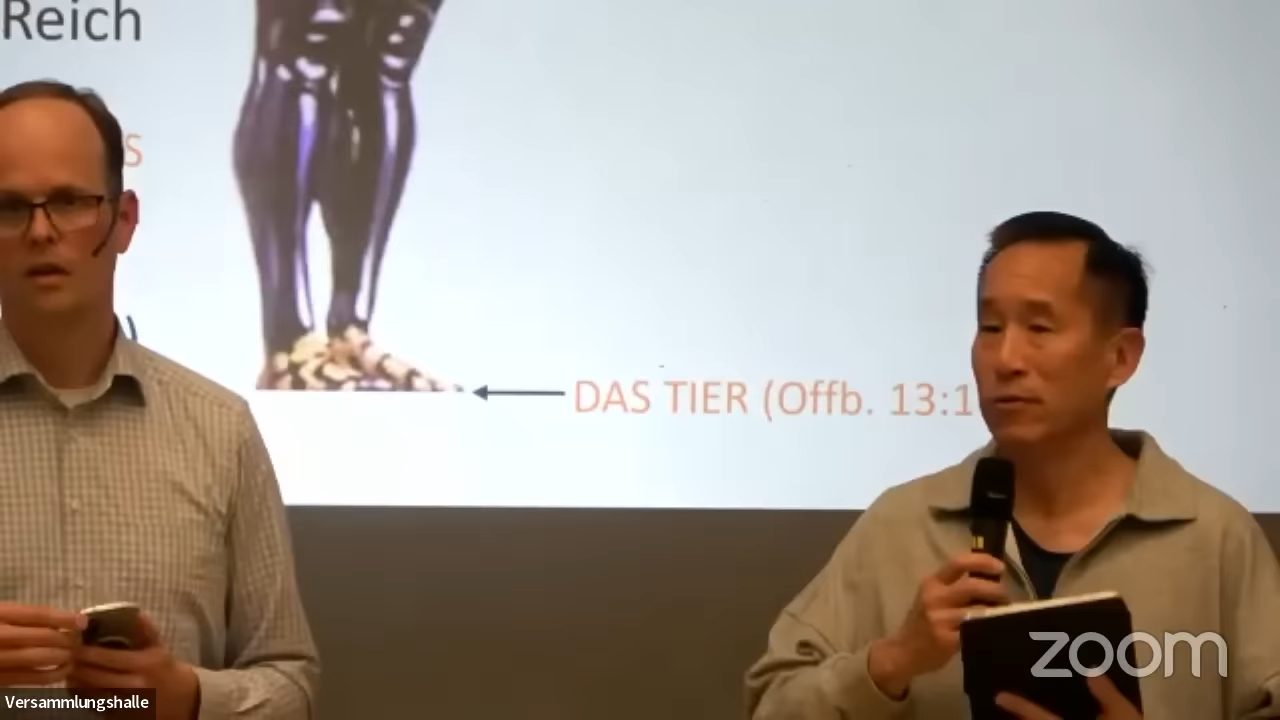 Reich
S
)
DAS TIER (Offb. 13:1
zoom
Versammlungshalle